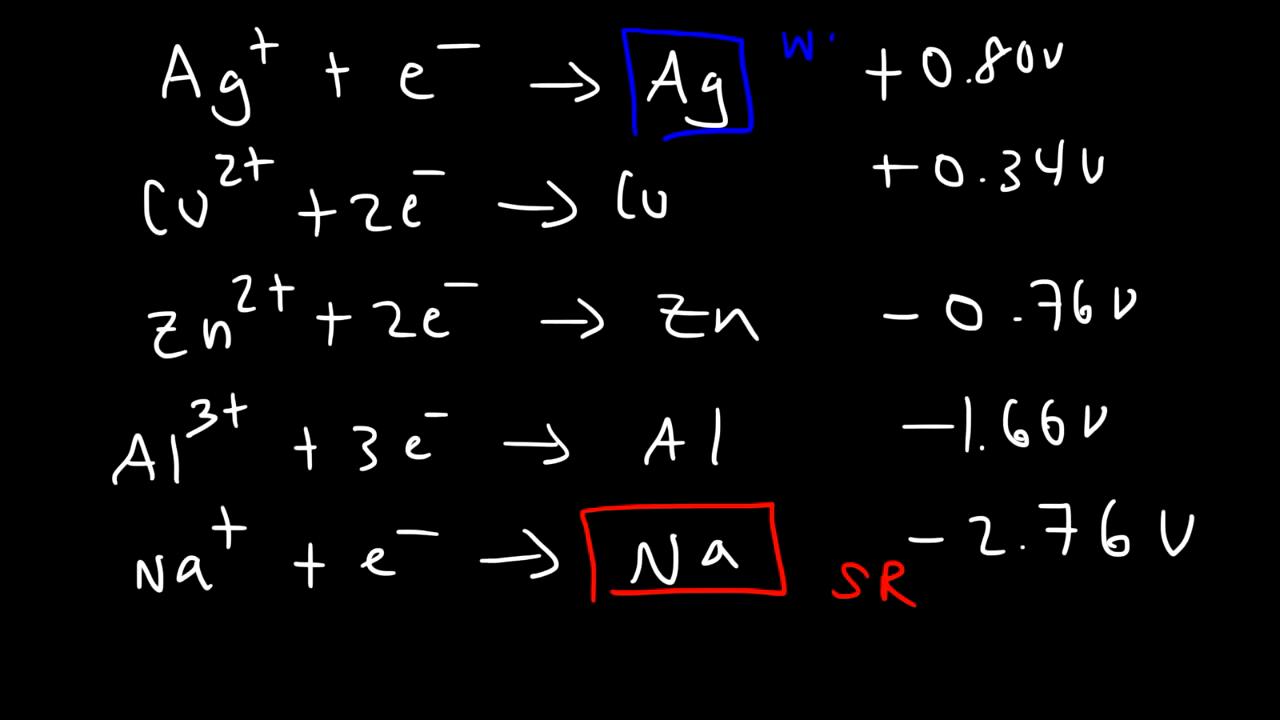 Ag⁺ + e⁻ → Ag W +0.80v
Cu²⁺ + 2e⁻ → Cu +0.34v
Zn²⁺ + 2e⁻ → Zn -0.76v
Al³⁺ + 3e⁻ → Al -1.66v
Na⁺ + e⁻ → Na SR -2.76v